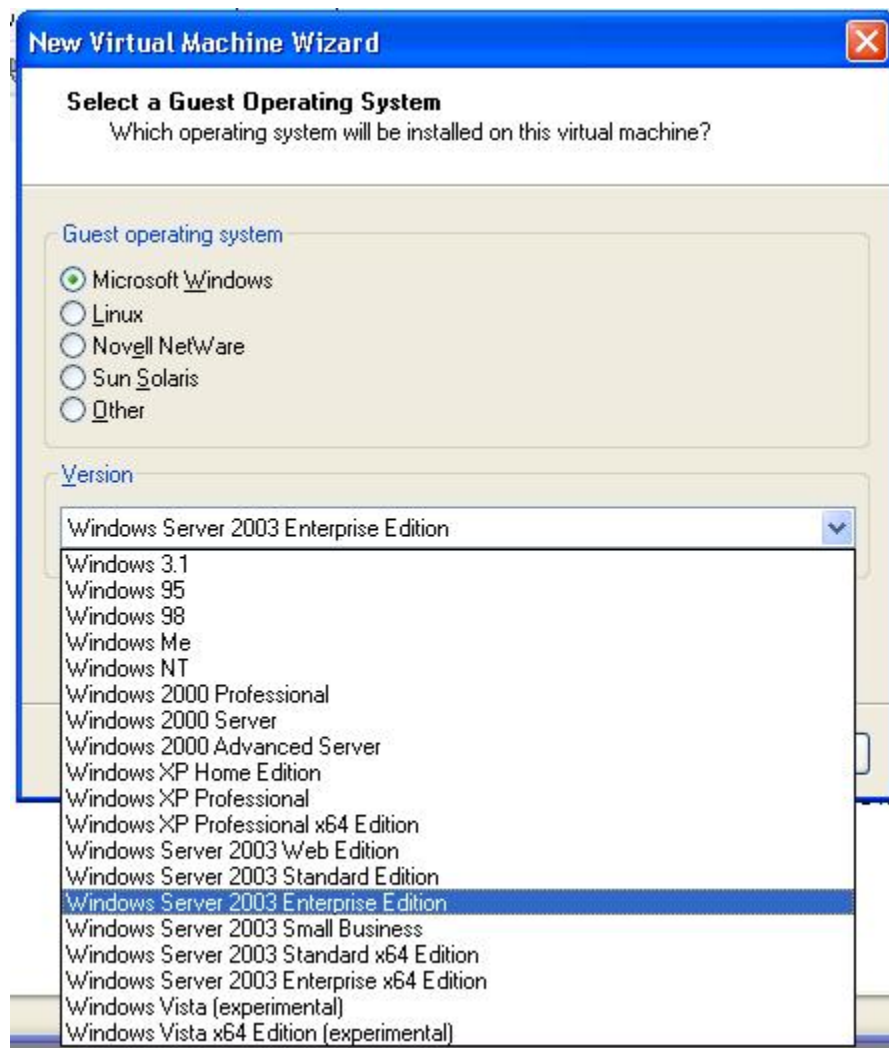 New Virtual Machine Wizard
Select a Guest Operating System
Which operating system will be installed on this virtual machine?
Guest operating system
Microsoft Windows
Linux
Novell NetWare
Sun Solaris
Other
Version
Windows Server 2003 Enterprise Edition
Windows 3.1
Windows 95
Windows 98
Windows Me
Windows NT
Windows 2000 Professional
Windows 2000 Server
Windows 2000 Advanced Server
Windows XP Home Edition
Windows XP Professional
Windows XP Professional x64 Edition
Windows Server 2003 Web Edition
Windows Server 2003 Standard Edition
Windows Server 2003 Enterprise Edition
Windows Server 2003 Small Business
Windows Server 2003 Standard x64 Edition
Windows Server 2003 Enterprise x64 Edition
Windows Vista (experimental)
Windows Vista x64 Edition (experimental)